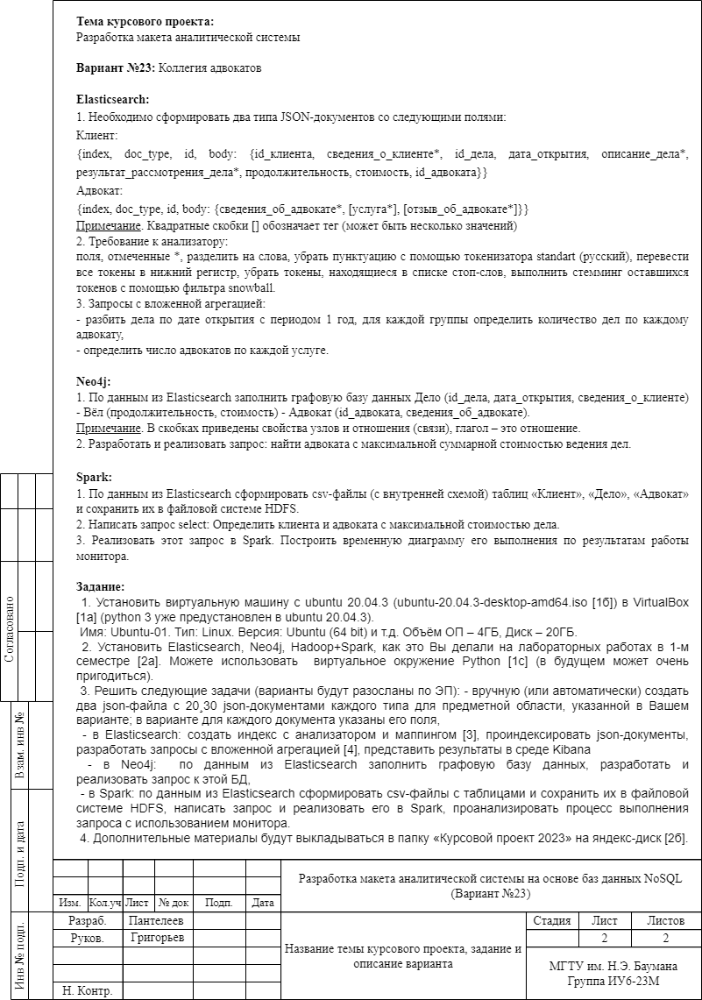 Тема курсового проекта:
Разработка макета аналитической системы
Вариант №23: Коллегия адвокатов
Elasticsearch:
1. Необходимо сформировать два типа JSON-документов со следующими полями:
Клиент:
{index, doc_type, id, body: {id_клиента, сведения_о_клиенте*, id_дела, дата_открытия, описание_дела*,
результат_рассмотрения_дела*, продолжительность, стоимость, id_адвоката}}
Адвокат:
{index, doc_type, id, body: {сведения_об_адвокате*, [услуга*], [отзыв_об_адвокате*]}}
Примечание. Квадратные скобки [] обозначает тег (может быть несколько значений)
2. Требование к анализатору:
поля, отмеченные *, разделить на слова, убрать пунктуацию с помощью токенизатора standart (русский), перевести
все токены в нижний регистр, убрать токены, находящиеся в списке стоп-слов, выполнить стемминг оставшихся
токенов с помощью фильтра snowball.
3. Запросы с вложенной агрегацией:
- разбить дела по дате открытия с периодом 1 год, для каждой группы определить количество дел по каждому
адвокату,
- определить число адвокатов по каждой услуге.
Neo4j:
1. По данным из Elasticsearch заполнить графовую базу данных Дело (id_дела, дата_открытия, сведения_о_клиенте)
- Вёл (продолжительность, стоимость) - Адвокат (id_адвоката, сведения_об_адвокате).
Примечание. В скобках приведены свойства узлов и отношения (связи), глагол – это отношение.
2. Разработать и реализовать запрос: найти адвоката с максимальной суммарной стоимостью ведения дел.
Spark:
1. По данным из Elasticsearch сформировать csv-файлы (с внутренней схемой) таблиц «Клиент», «Дело», «Адвокат»
и сохранить их в файловой системе HDFS.
2. Написать запрос select: Определить клиента и адвоката с максимальной стоимостью дела.
3. Реализовать этот запрос в Spark. Построить временную диаграмму его выполнения по результатам работы
монитора.
Задание:
1. Установить виртуальную машину с ubuntu 20.04.3 (ubuntu-20.04.3-desktop-amd64.iso [1б]) в VirtualBox
[1а] (python 3 уже предустановлен в ubuntu 20.04.3).
Имя: Ubuntu-01. Тип: Linux. Версия: Ubuntu (64 bit) и т.д. Объём ОП – 4ГБ, Диск – 20ГБ.
2. Установить Elasticsearch, Neo4j, Hadoop+Spark, как это Вы делали на лабораторных работах в 1-м
семестре [2а]. Можете использовать виртуальное окружение Python [1с] (в будущем может очень
пригодиться).
3. Решить следующие задачи (варианты будут разосланы по ЭП): - вручную (или автоматически) создать
два json-файла с 20¸30 json-документами каждого типа для предметной области, указанной в Вашем
варианте; в варианте для каждого документа указаны его поля,
- в Elasticsearch: создать индекс с анализатором и маппингом [3], проиндексировать json-документы,
разработать запросы с вложенной агрегацией [4], представить результаты в среде Kibana
- в Neo4j: по данным из Elasticsearch заполнить графовую базу данных, разработать и
реализовать запрос к этой БД,
- в Spark: по данным из Elasticsearch сформировать csv-файлы с таблицами и сохранить их в файловой
системе HDFS, написать запрос и реализовать его в Spark, проанализировать процесс выполнения
запроса с использованием монитора.
4. Дополнительные материалы будут выкладываться в папку «Курсовой проект 2023» на яндекс-диск [2б].
Согласовано
Взам. инв №
Подп. и дата
Инв № подп.
Изм. Кол.уч Лист № док Подп. Дата
Разраб. Пантелеев
Руков. Григорьев
Н. Контр.
Разработка макета аналитической системы на основе баз данных NoSQL
(Вариант №23)
Название темы курсового проекта, задание и
описание варианта
Стадия Лист Листов
2 2
МГТУ им. Н.Э. Баумана
Группа ИУ6-23М